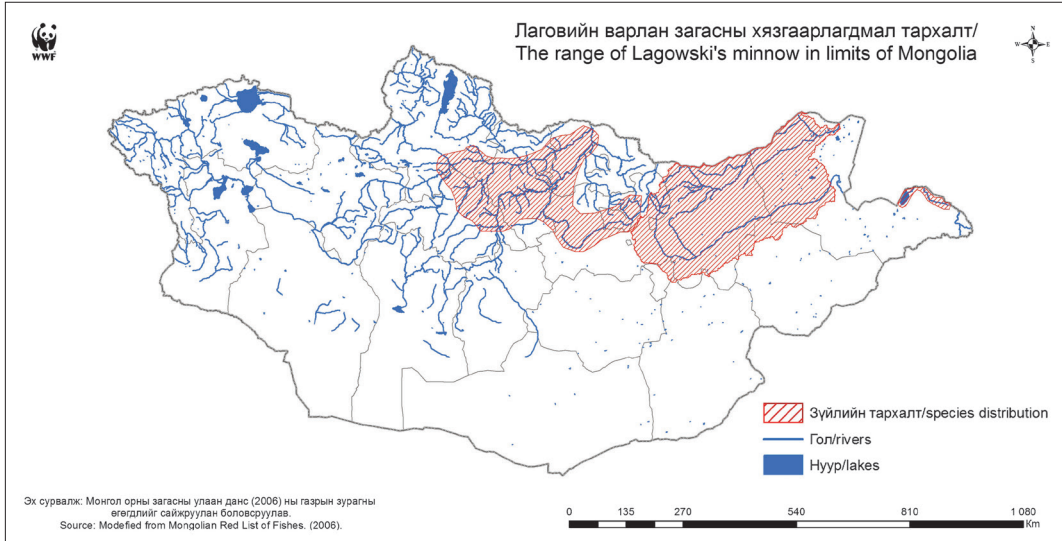 WWF
Лаговийн варлан загасны хязгаарлагдмал тархалт/
The range of Lagowski's minnow in limits of Mongolia
N
W E
S
Зүйлийн тархалт/species distribution
Гол/rivers
Нуур/lakes
Эх сурвалж: Монгол орны загасны улаан данс (2006) ны газрын зурагны
өгөгдлийг сайжруулан боловсруулав.
Source: Modefied from Mongolian Red List of Fishes. (2006).
0 135 270 540 810 1 080
Km